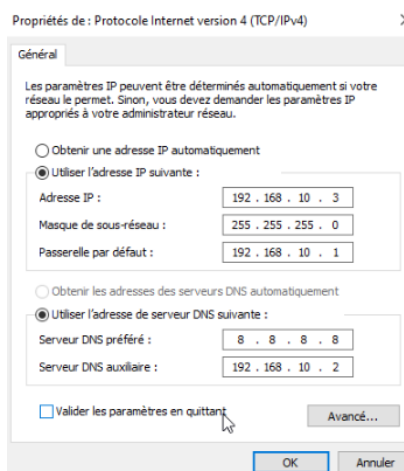 Propriétés de : Protocole Internet version 4 (TCP/IPv4)
Général
Les paramètres IP peuvent être déterminés automatiquement si votre
réseau le permet. Sinon, vous devez demander les paramètres IP
appropriés à votre administrateur réseau.
Obtenir une adresse IP automatiquement
Utiliser l'adresse IP suivante :
Adresse IP : 192 . 168 . 10 . 3
Masque de sous-réseau : 255 . 255 . 255 . 0
Passerelle par défaut : 192 . 168 . 10 . 1
Obtenir les adresses des serveurs DNS automatiquement
Utiliser l'adresse de serveur DNS suivante :
Serveur DNS préféré : 8 . 8 . 8 . 8
Serveur DNS auxiliaire : 192 . 168 . 10 . 2
Valider les paramètres en quittant
Avancé...
OK Annuler